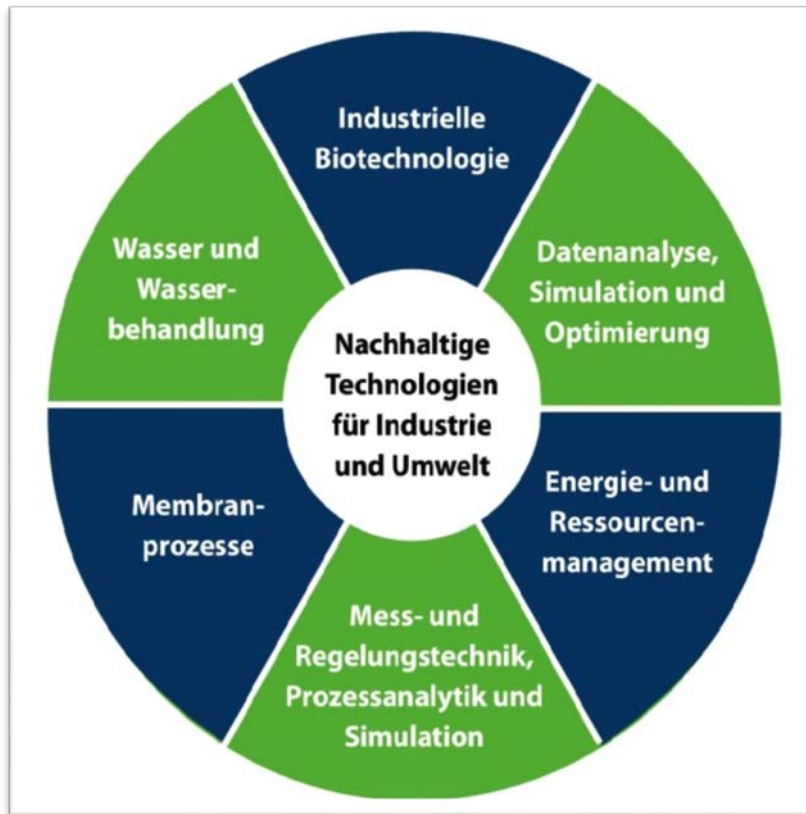 Industrielle
Biotechnologie
Datenanalyse,
Simulation und
Optimierung
Energie- und
Ressourcen-
management
Mess- und
Regelungstechnik,
Prozessanalytik und
Simulation
Membran-
prozesse
Wasser und
Wasser-
behandlung
Nachhaltige
Technologien
für Industrie
und Umwelt